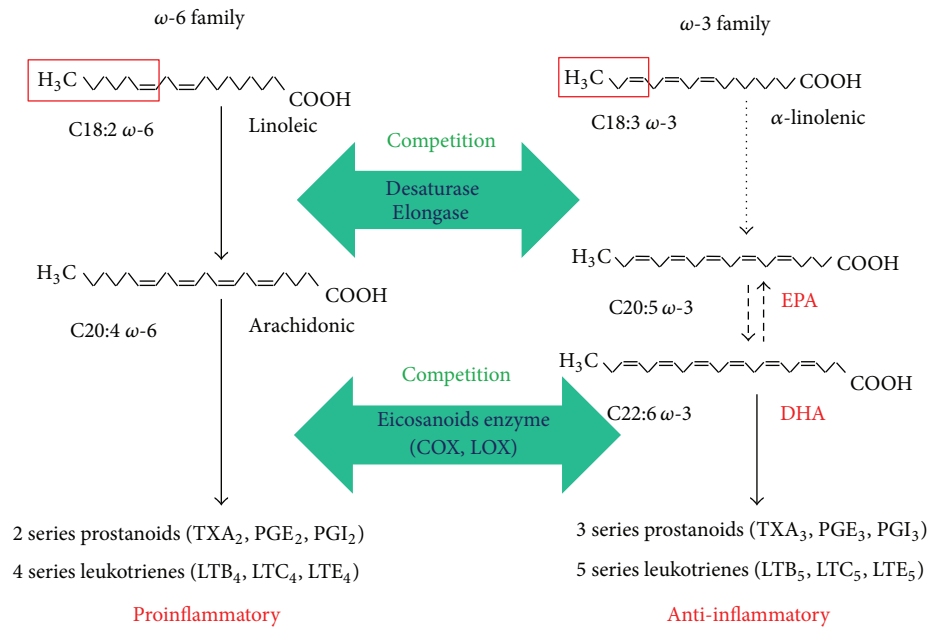 ω-6 family
ω-3 family
H₃C
COOH
C18:2 ω-6
Linoleic
H₃C
COOH
C18:3 ω-3
α-linolenic
Competition
Desaturase
Elongase
H₃C
COOH
C20:4 ω-6
Arachidonic
H₃C
COOH
C20:5 ω-3
EPA
H₃C
COOH
C22:6 ω-3
DHA
Competition
Eicosanoids enzyme
(COX, LOX)
2 series prostanoids (TXA₂, PGE₂, PGI₂)
4 series leukotrienes (LTB₄, LTC₄, LTE₄)
Proinflammatory
3 series prostanoids (TXA₃, PGE₃, PGI₃)
5 series leukotrienes (LTB₅, LTC₅, LTE₅)
Anti-inflammatory